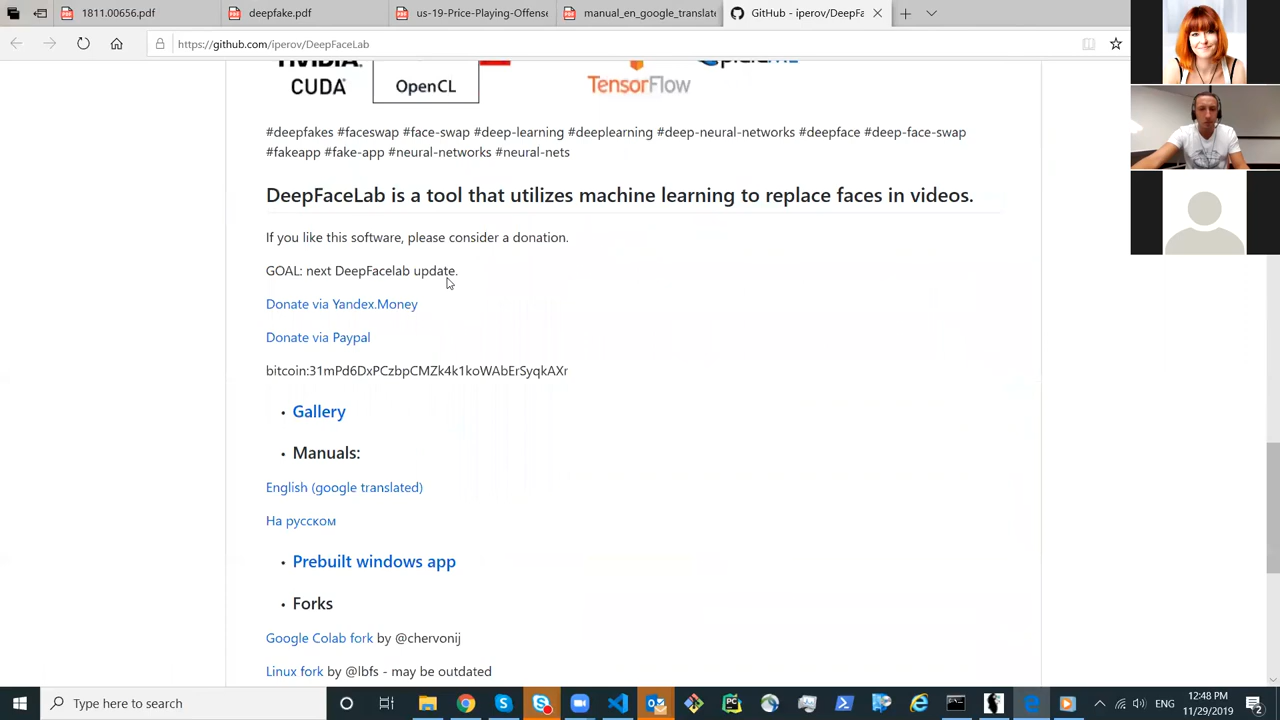 1811.00656.pdf
deepfake.pdf
us-19-Price-Playing-Offens
manual_en_google_translat
GitHub - iperov/DeepFa
https://github.com/iperov/DeepFaceLab
CUDA
OpenCL
TensorFlow
#deepfakes #faceswap #face-swap #deep-learning #deeplearning #deep-neural-networks #deepface #deep-face-swap
#fakeapp #fake-app #neural-networks #neural-nets
DeepFaceLab is a tool that utilizes machine learning to replace faces in videos.
If you like this software, please consider a donation.
GOAL: next DeepFacelab update.
Donate via Yandex.Money
Donate via Paypal
bitcoin:31mPd6DxPCzbpCMZk4k1koWAbErSyqkAXr
• Gallery
• Manuals:
English (google translated)
На русском
• Prebuilt windows app
• Forks
Google Colab fork by @chervonij
Linux fork by @lbfs - may be outdated
Type here to search
ENG
12:48 PM
11/29/2019
2